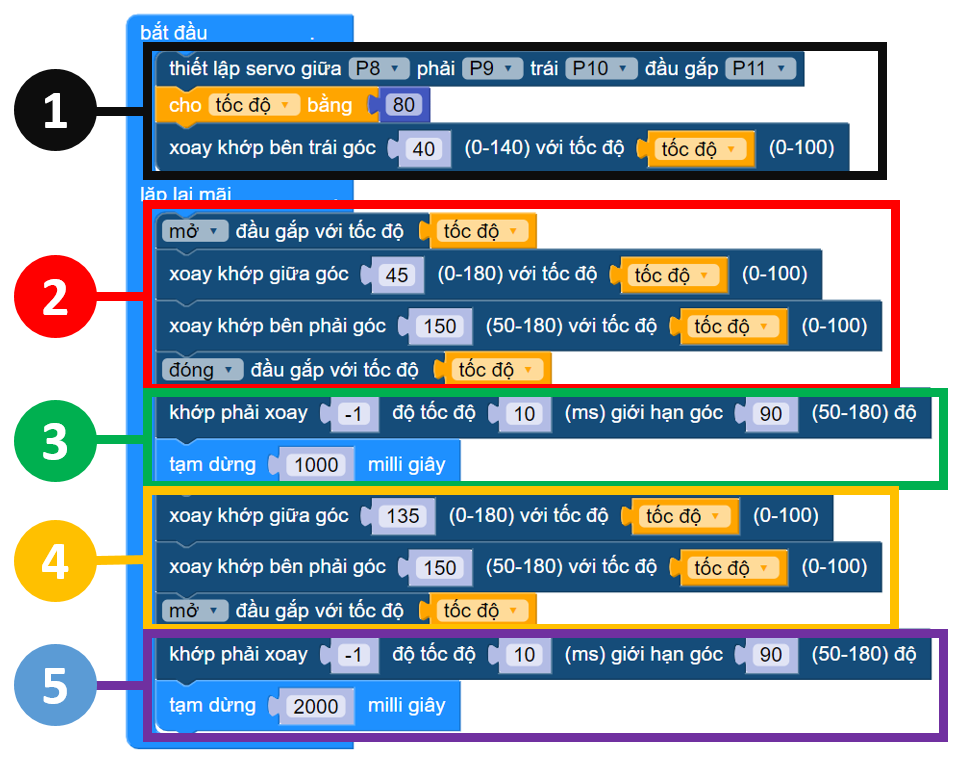 bắt đầu
1
thiết lập servo giữa P8 phải P9 trái P10 đầu gắp P11
cho tốc độ bằng 80
xoay khớp bên trái góc 40 (0-140) với tốc độ tốc độ (0-100)
lặp lại mãi
2
mở đầu gắp với tốc độ tốc độ
xoay khớp giữa góc 45 (0-180) với tốc độ tốc độ (0-100)
xoay khớp bên phải góc 150 (50-180) với tốc độ tốc độ (0-100)
đóng đầu gắp với tốc độ tốc độ
3
khớp phải xoay -1 độ tốc độ 10 (ms) giới hạn góc 90 (50-180) độ
tạm dừng 1000 milli giây
4
xoay khớp giữa góc 135 (0-180) với tốc độ tốc độ (0-100)
xoay khớp bên phải góc 150 (50-180) với tốc độ tốc độ (0-100)
mở đầu gắp với tốc độ tốc độ
5
khớp phải xoay -1 độ tốc độ 10 (ms) giới hạn góc 90 (50-180) độ
tạm dừng 2000 milli giây